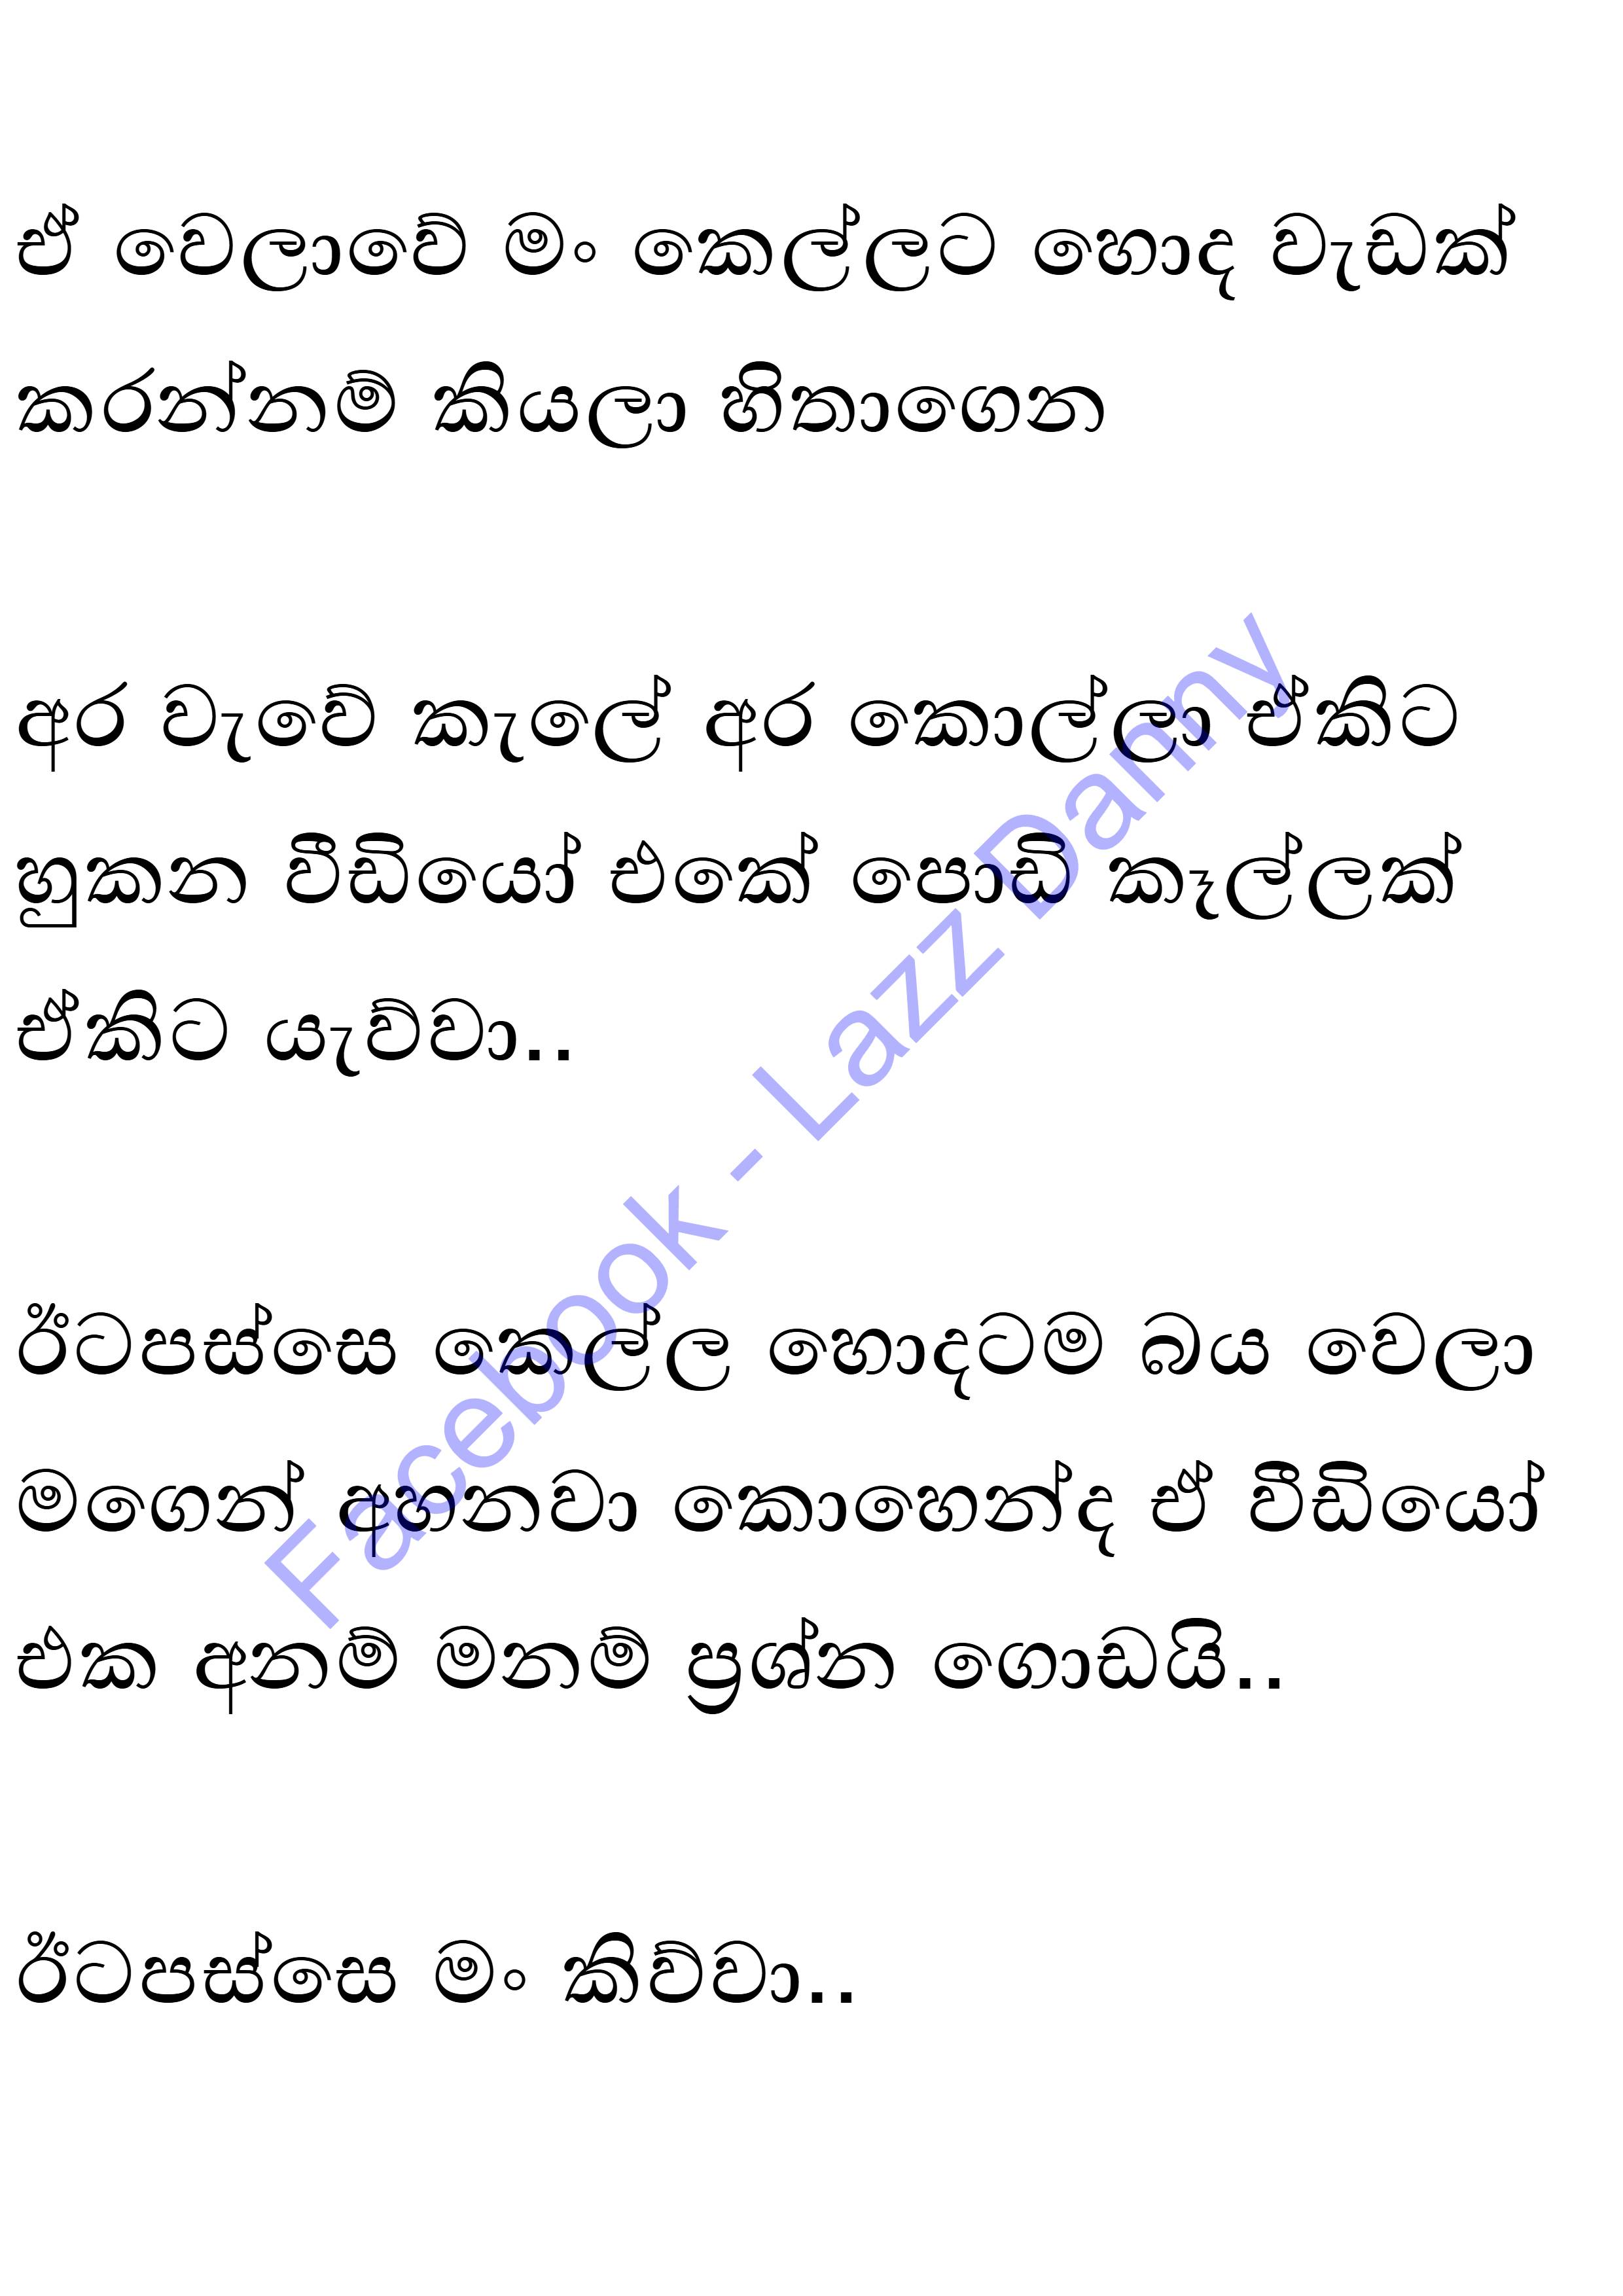 ඒ වෙලාවේ මං කෙල්ලට හොද වැඩක්
කරන්නම් කියලා හිතාගෙන
අර වැවේ කැලේ අර කොල්ලා ඒකිට
හුකන වීඩියෝ එකේ පොඩි කෑල්ලක්
ඒකිට යැව්වා..
ඊටපස්සෙ කෙල්ල හොදටම බය වෙලා
මගෙන් අහනවා කොහෙන්ද ඒ වීඩියෝ
එක අනම් මනම් ප්‍රශ්න ගොඩයි..
ඊටපස්සෙ මං කිව්වා..
Facebook - Lazz Damy